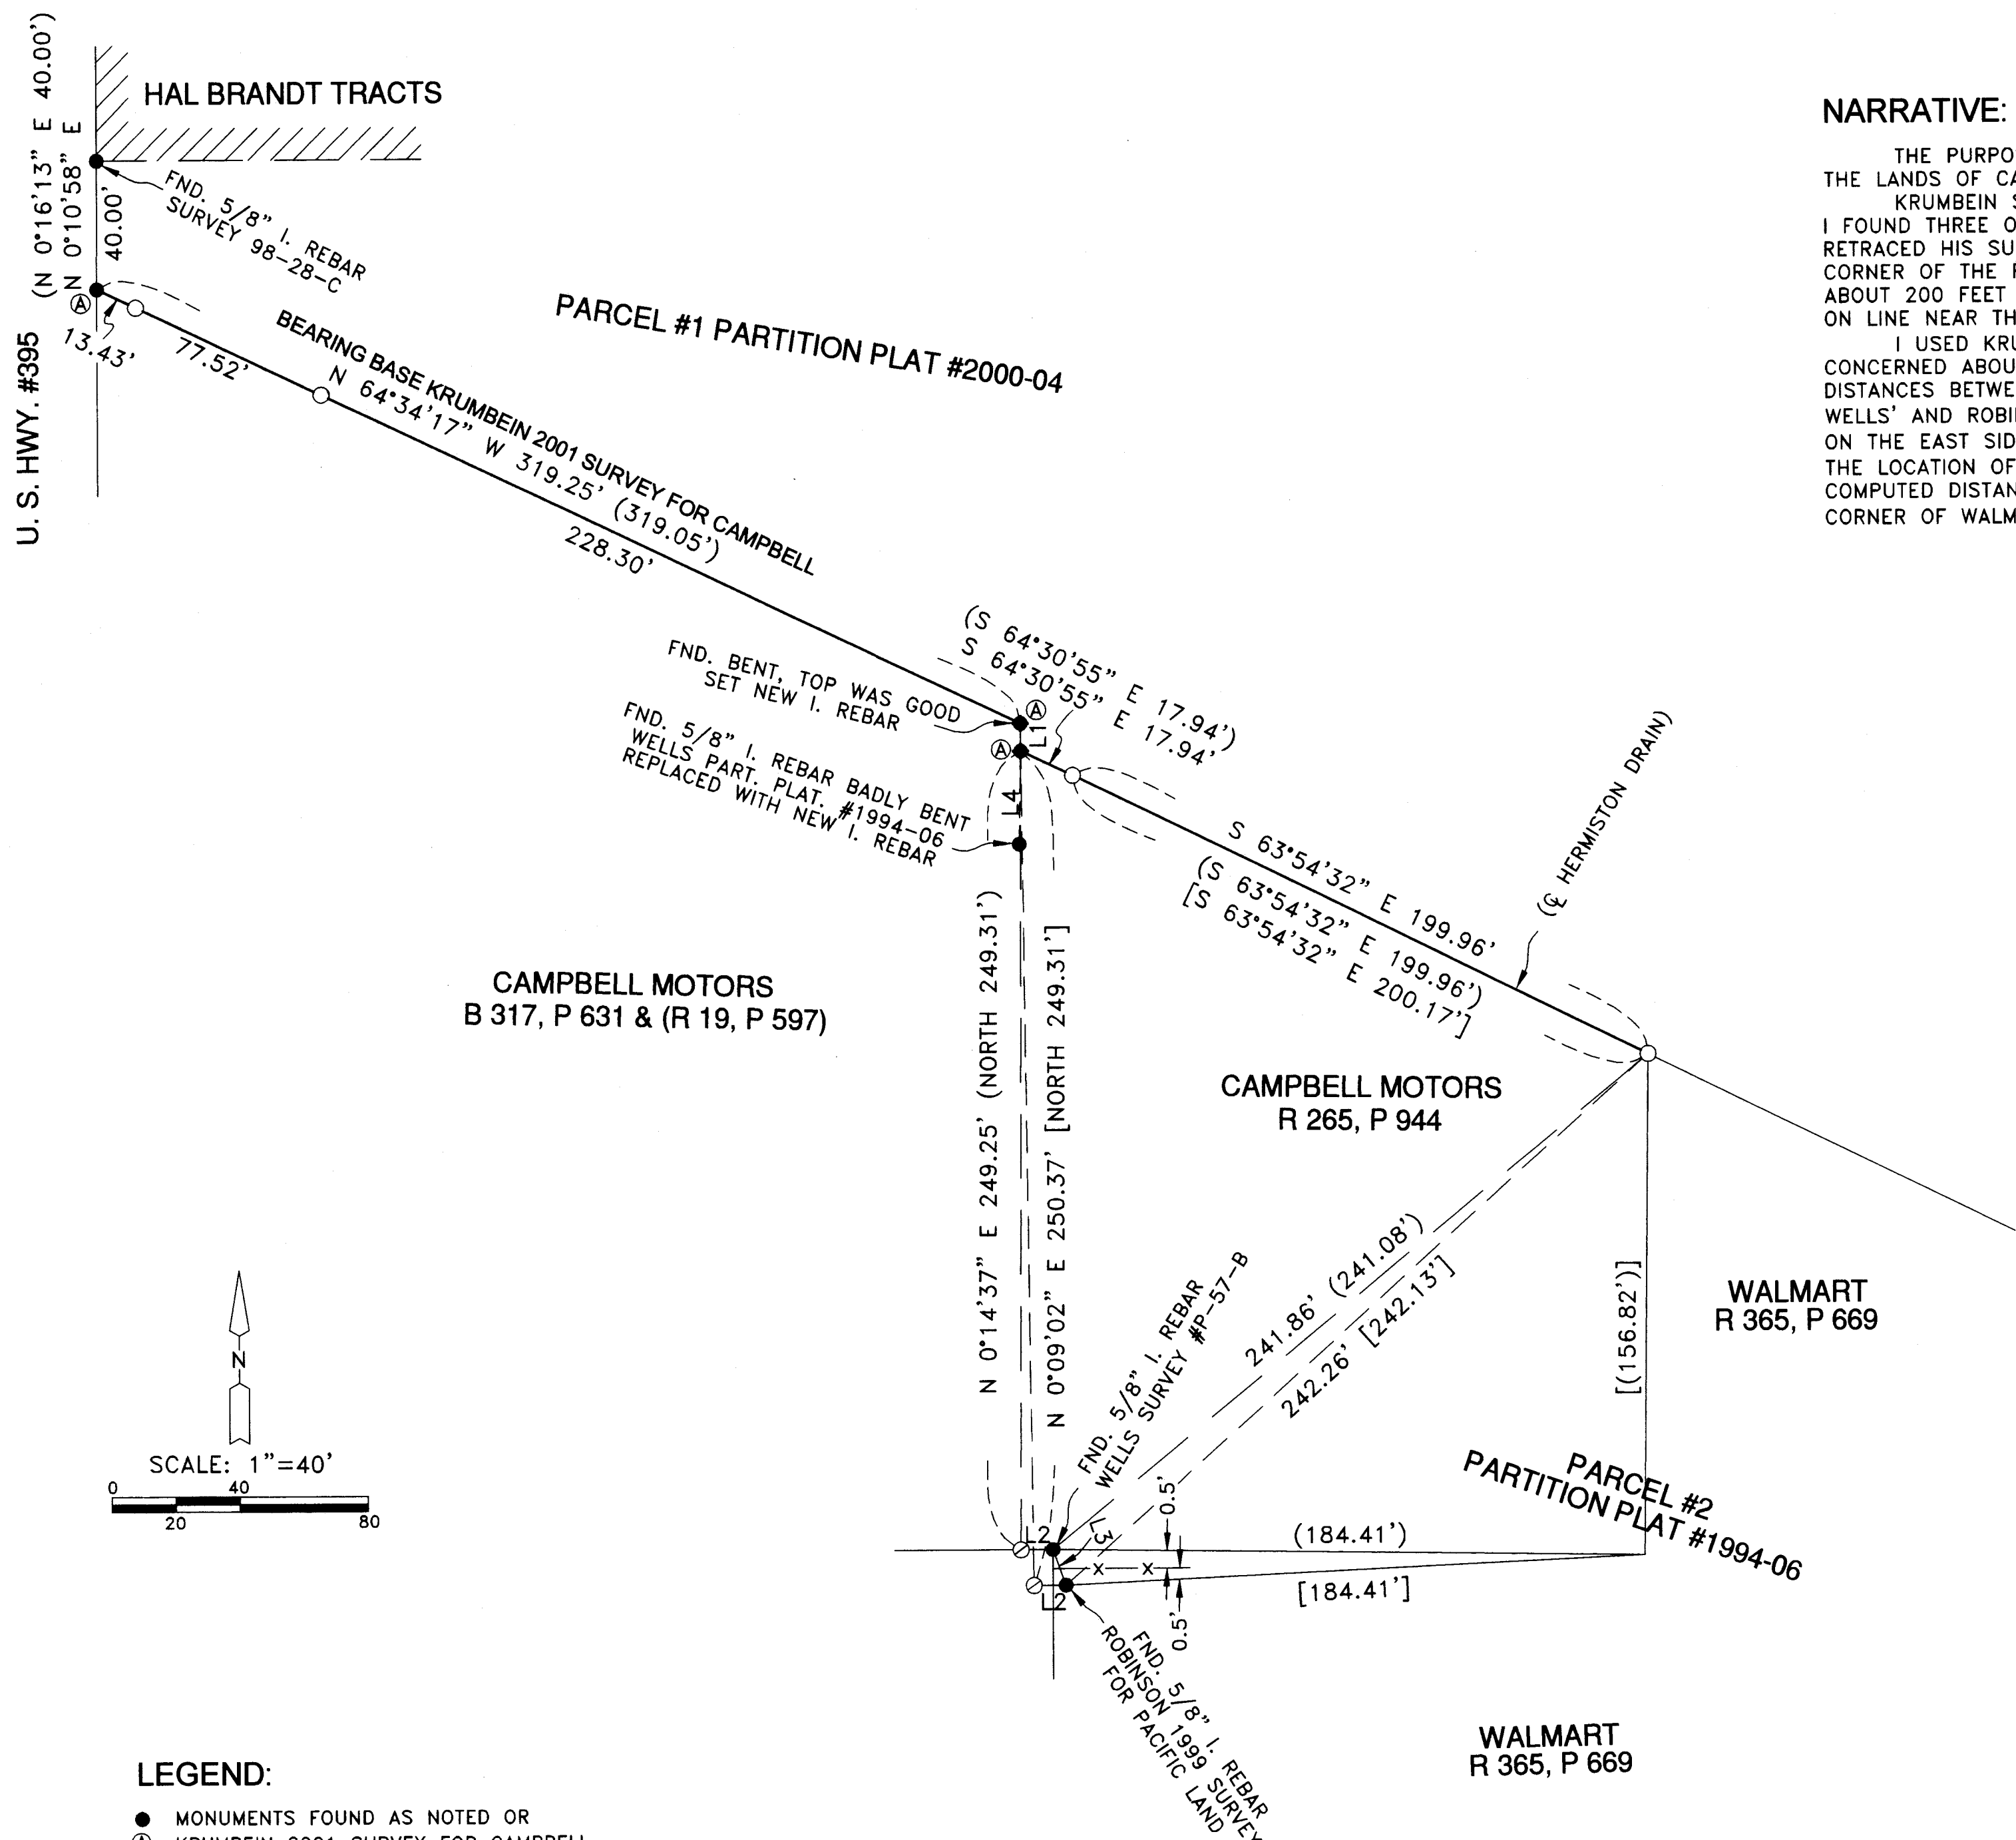 HAL BRANDT TRACTS
(N 0°16'13" E 40.00')
N 0°10'58" E
40.00'
FND. 5/8" I. REBAR
SURVEY 98-28-C
U. S. HWY. #395
A
13.43'
77.52'
BEARING BASE KRUMBEIN 2001 SURVEY FOR CAMPBELL
N 64°34'17" W 319.25' (319.05')
228.30'
PARCEL #1 PARTITION PLAT #2000-04
NARRATIVE:
THE PURPO
THE LANDS OF CA
KRUMBEIN S
I FOUND THREE O
RETRACED HIS SU
CORNER OF THE
ABOUT 200 FEET
ON LINE NEAR TH
I USED KRU
CONCERNED ABOU
DISTANCES BETWE
WELLS' AND ROBI
ON THE EAST SID
THE LOCATION OF
COMPUTED DISTAN
CORNER OF WALM
FND. BENT, TOP WAS GOOD
SET NEW I. REBAR
FND. 5/8" I. REBAR BADLY BENT
WELLS PART. PLAT. #1994-06
REPLACED WITH NEW I. REBAR
A
L1
A
L4
(S 64°30'55" E 17.94')
S 64°30'55" E 17.94'
S 63°54'32" E 199.96'
(S 63°54'32" E 199.96')
[S 63°54'32" E 200.17']
(℄ HERMISTON DRAIN)
CAMPBELL MOTORS
B 317, P 631 & (R 19, P 597)
N 0°14'37" E 249.25' (NORTH 249.31')
N 0°09'02" E 250.37' [NORTH 249.31']
CAMPBELL MOTORS
R 265, P 944
241.86' (241.08')
242.26' [242.13']
[(156.82')]
WALMART
R 365, P 669
FND. 5/8" I. REBAR
WELLS SURVEY #P-57-B
PARCEL #2
PARTITION PLAT #1994-06
N
SCALE: 1"=40'
0 40
20 80
L2
L3
0.5'
(184.41')
X X
[184.41']
L2
0.5'
FND. 5/8" I. REBAR
ROBINSON 1999 SURVEY
FOR PACIFIC LAND
WALMART
R 365, P 669
LEGEND:
MONUMENTS FOUND AS NOTED OR
A KRUMBEIN 2001 SURVEY FOR CAMPBELL